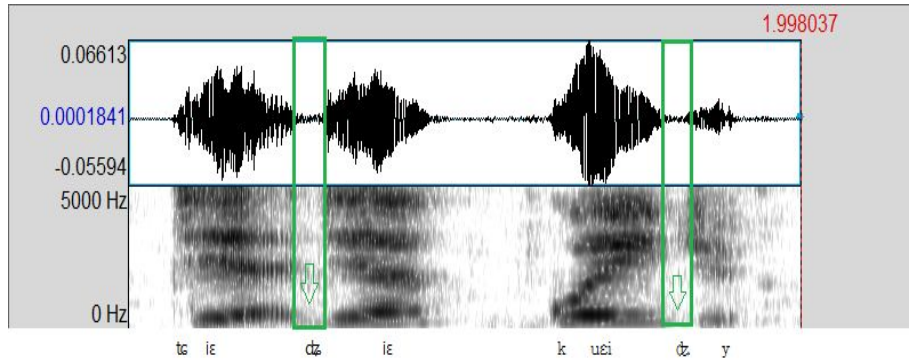 1.998037
0.06613
0.0001841
-0.05594
5000 Hz
0 Hz
tɕ iɛ dʑ iɛ k uɛi dʑ y